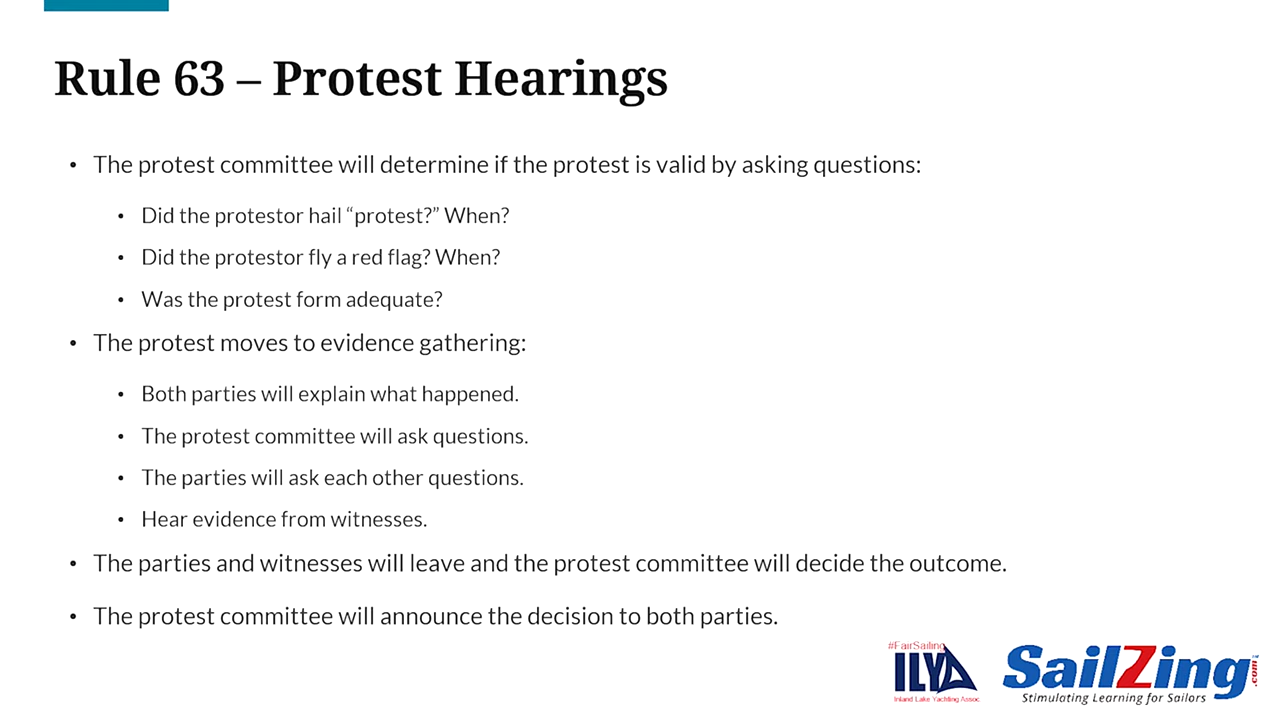 Rule 63 – Protest Hearings
• The protest committee will determine if the protest is valid by asking questions:
• Did the protestor hail “protest?” When?
• Did the protestor fly a red flag? When?
• Was the protest form adequate?
• The protest moves to evidence gathering:
• Both parties will explain what happened.
• The protest committee will ask questions.
• The parties will ask each other questions.
• Hear evidence from witnesses.
• The parties and witnesses will leave and the protest committee will decide the outcome.
• The protest committee will announce the decision to both parties.
#FairSailing
ILYA
Inland Lake Yachting Assoc.
SailZing.com
Stimulating Learning for Sailors